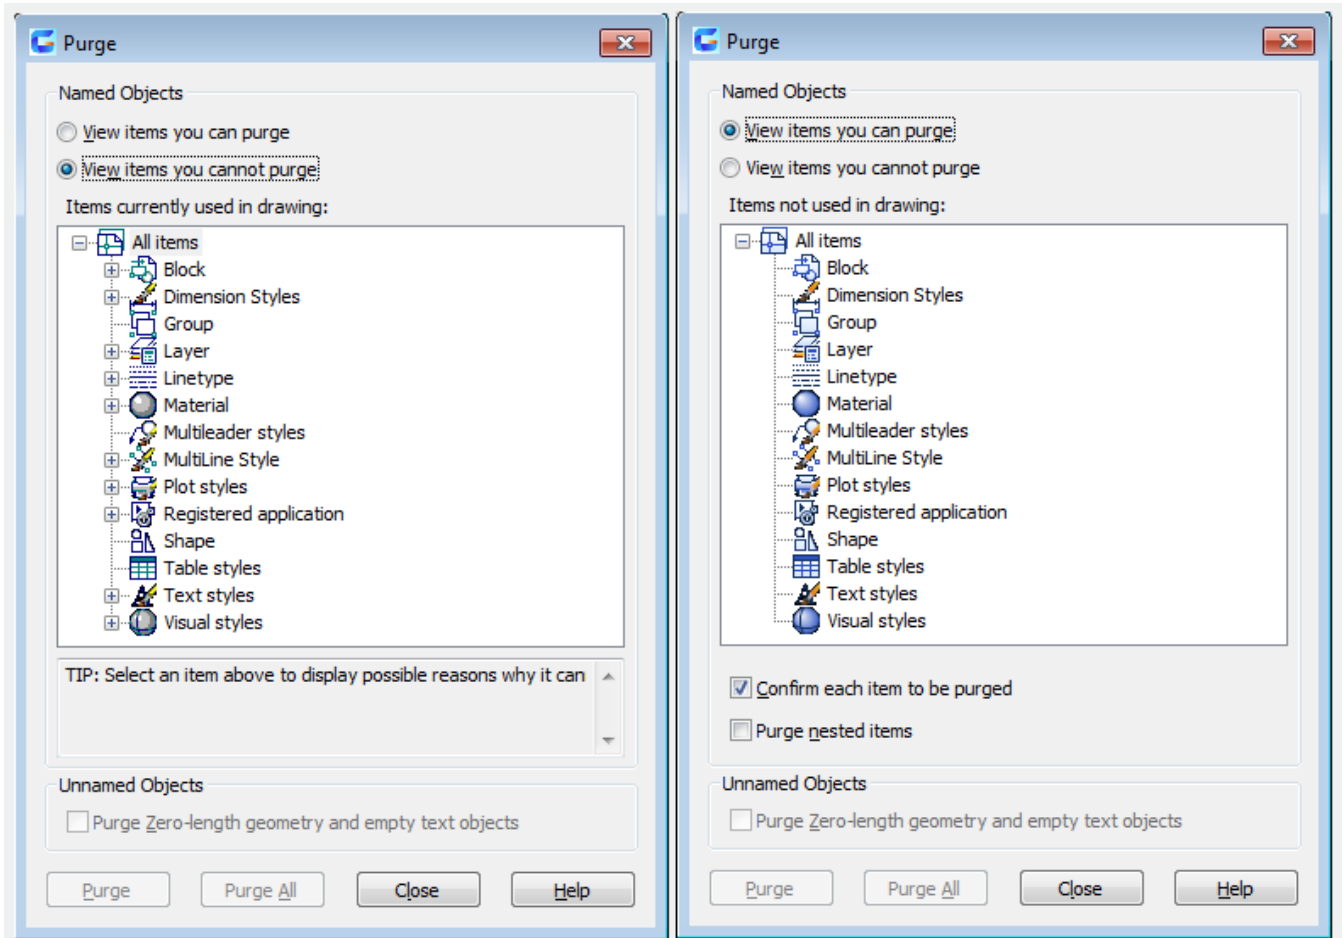 Purge
Named Objects
View items you can purge
View items you cannot purge
Items currently used in drawing:
All items
Block
Dimension Styles
Group
Layer
Linetype
Material
Multileader styles
MultiLine Style
Plot styles
Registered application
Shape
Table styles
Text styles
Visual styles
TIP: Select an item above to display possible reasons why it can
Unnamed Objects
Purge Zero-length geometry and empty text objects
Purge
Purge All
Close
Help
Purge
Named Objects
View items you can purge
View items you cannot purge
Items not used in drawing:
All items
Block
Dimension Styles
Group
Layer
Linetype
Material
Multileader styles
MultiLine Style
Plot styles
Registered application
Shape
Table styles
Text styles
Visual styles
Confirm each item to be purged
Purge nested items
Unnamed Objects
Purge Zero-length geometry and empty text objects
Purge
Purge All
Close
Help